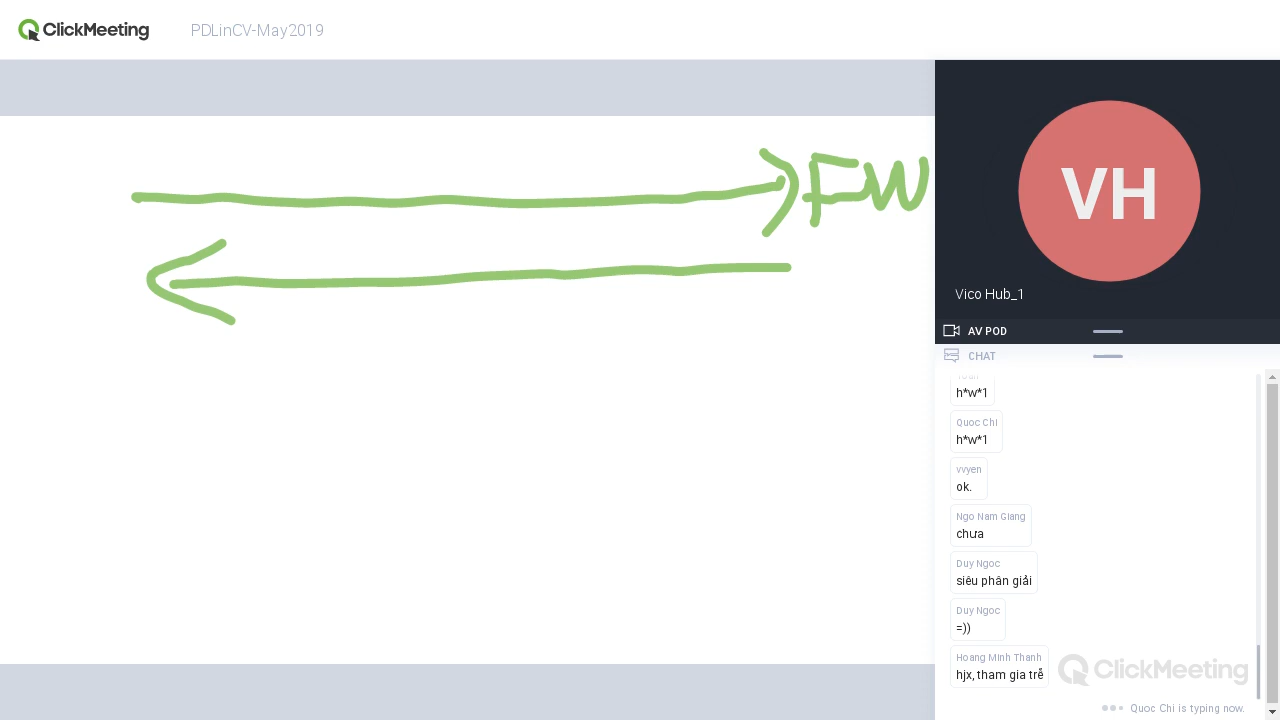 ClickMeeting PDLinCV-May2019
FW
VH
Vico Hub_1
AV POD
CHAT
h*w*1
Quoc Chi
h*w*1
vvyen
ok.
Ngo Nam Giang
chưa
Duy Ngoc
siêu phân giải
Duy Ngoc
=))
Hoang Minh Thanh
hjx, tham gia trễ
ClickMeeting
Quoc Chi is typing now.